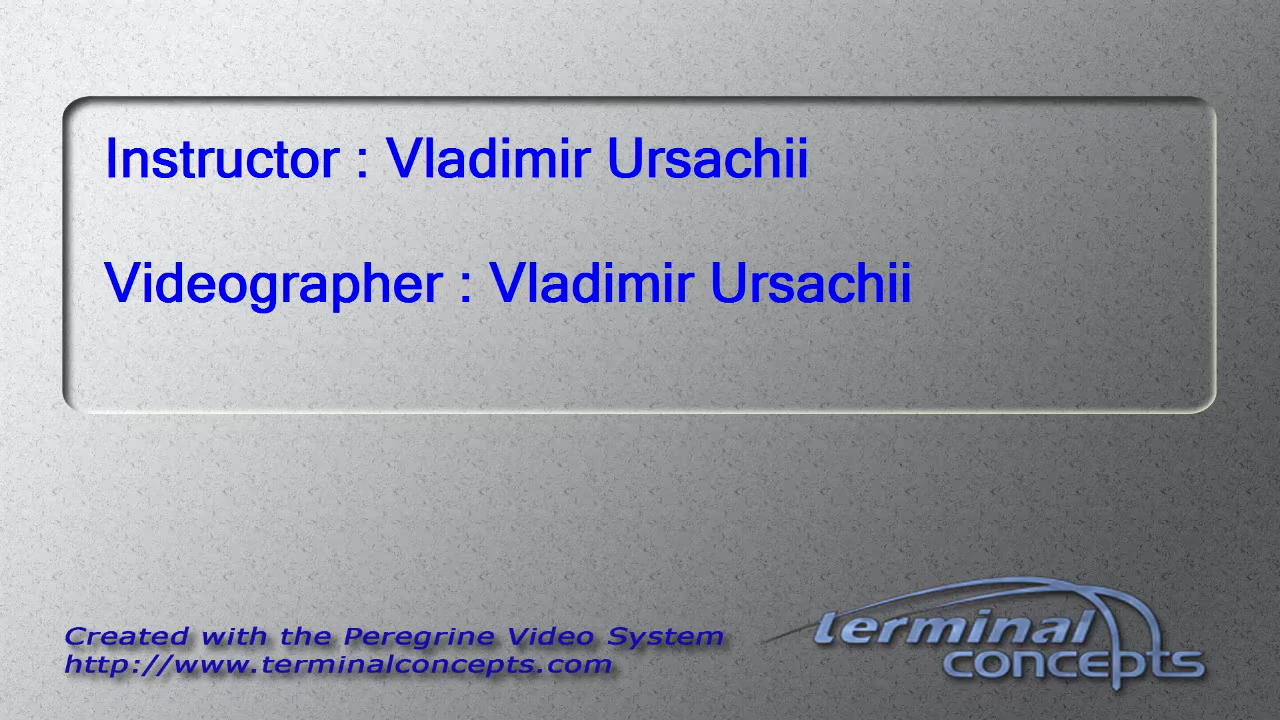 Instructor : Vladimir Ursachii
Videographer : Vladimir Ursachii
Created with the Peregrine Video System
http://www.terminalconcepts.com
terminal
concepts